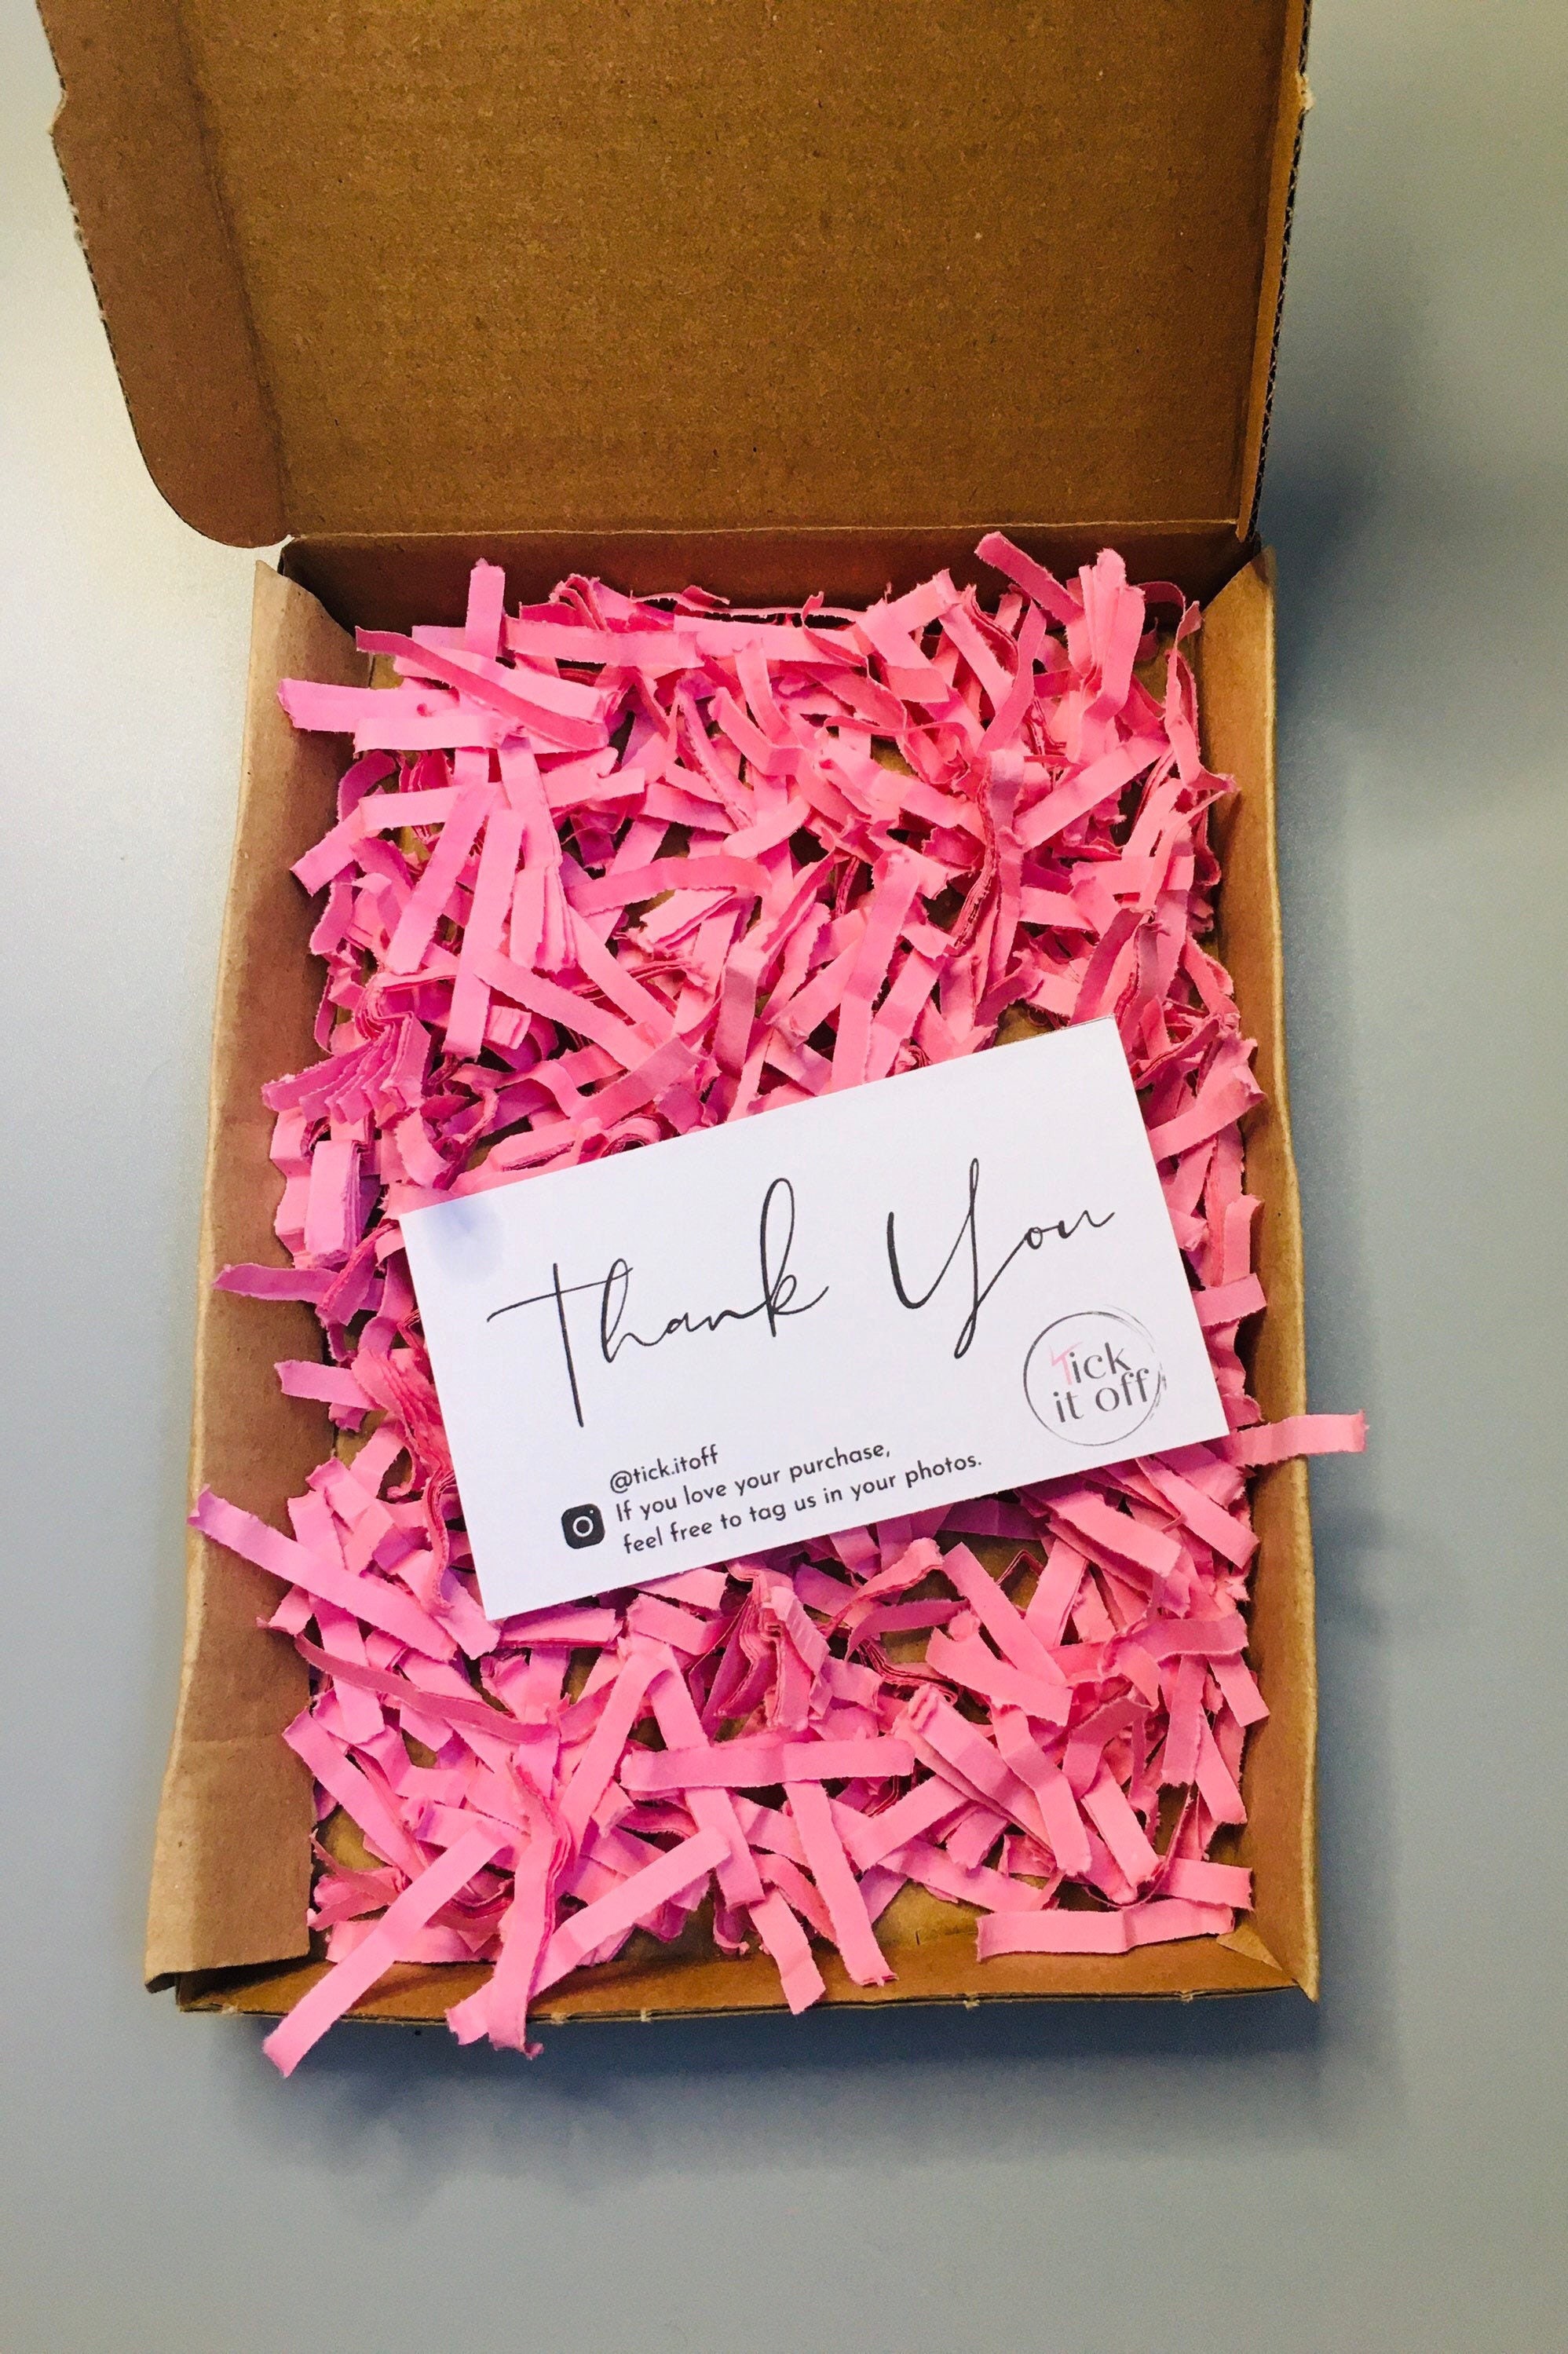 Thank You
Tick
it off
@tick.itoff
If you love your purchase,
feel free to tag us in your photos.